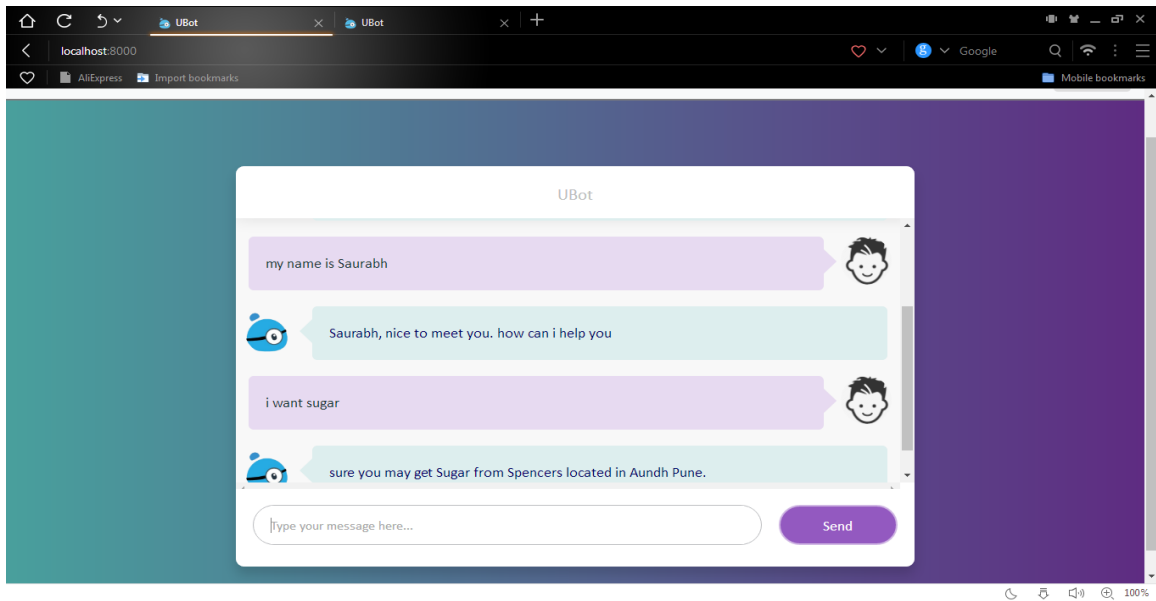 UBot
UBot
localhost:8000
Google
AliExpress
Import bookmarks
Mobile bookmarks
UBot
my name is Saurabh
Saurabh, nice to meet you. how can i help you
i want sugar
sure you may get Sugar from Spencers located in Aundh Pune.
Type your message here...
Send
100%